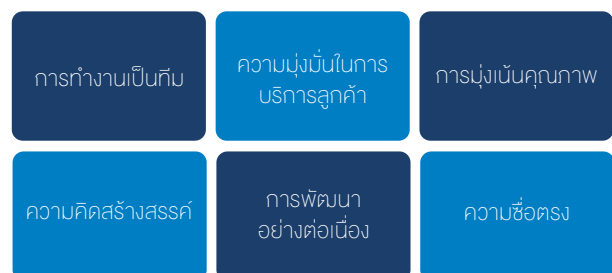 การทำงานเป็นทีม
ความมุ่งมั่นในการ
บริการลูกค้า
การมุ่งเน้นคุณภาพ
ความคิดสร้างสรรค์
การพัฒนา
อย่างต่อเนื่อง
ความซื่อตรง